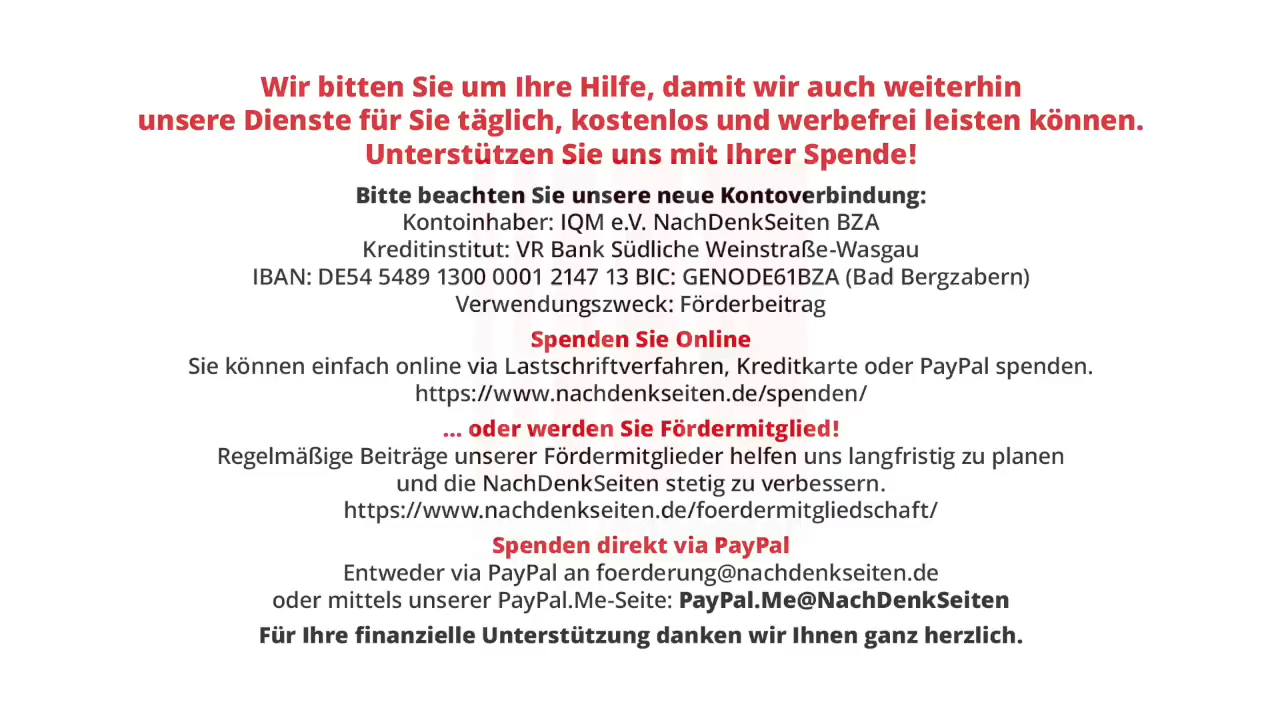 Wir bitten Sie um Ihre Hilfe, damit wir auch weiterhin
unsere Dienste für Sie täglich, kostenlos und werbefrei leisten können.
Unterstützen Sie uns mit Ihrer Spende!
Bitte beachten Sie unsere neue Kontoverbindung:
Kontoinhaber: IQM e.V. NachDenkSeiten BZA
Kreditinstitut: VR Bank Südliche Weinstraße-Wasgau
IBAN: DE54 5489 1300 0001 2147 13 BIC: GENODE61BZA (Bad Bergzabern)
Verwendungszweck: Förderbeitrag
Spenden Sie Online
Sie können einfach online via Lastschriftverfahren, Kreditkarte oder PayPal spenden.
https://www.nachdenkseiten.de/spenden/
... oder werden Sie Fördermitglied!
Regelmäßige Beiträge unserer Fördermitglieder helfen uns langfristig zu planen
und die NachDenkSeiten stetig zu verbessern.
https://www.nachdenkseiten.de/foerdermitgliedschaft/
Spenden direkt via PayPal
Entweder via PayPal an foerderung@nachdenkseiten.de
oder mittels unserer PayPal.Me-Seite: PayPal.Me@NachDenkSeiten
Für Ihre finanzielle Unterstützung danken wir Ihnen ganz herzlich.